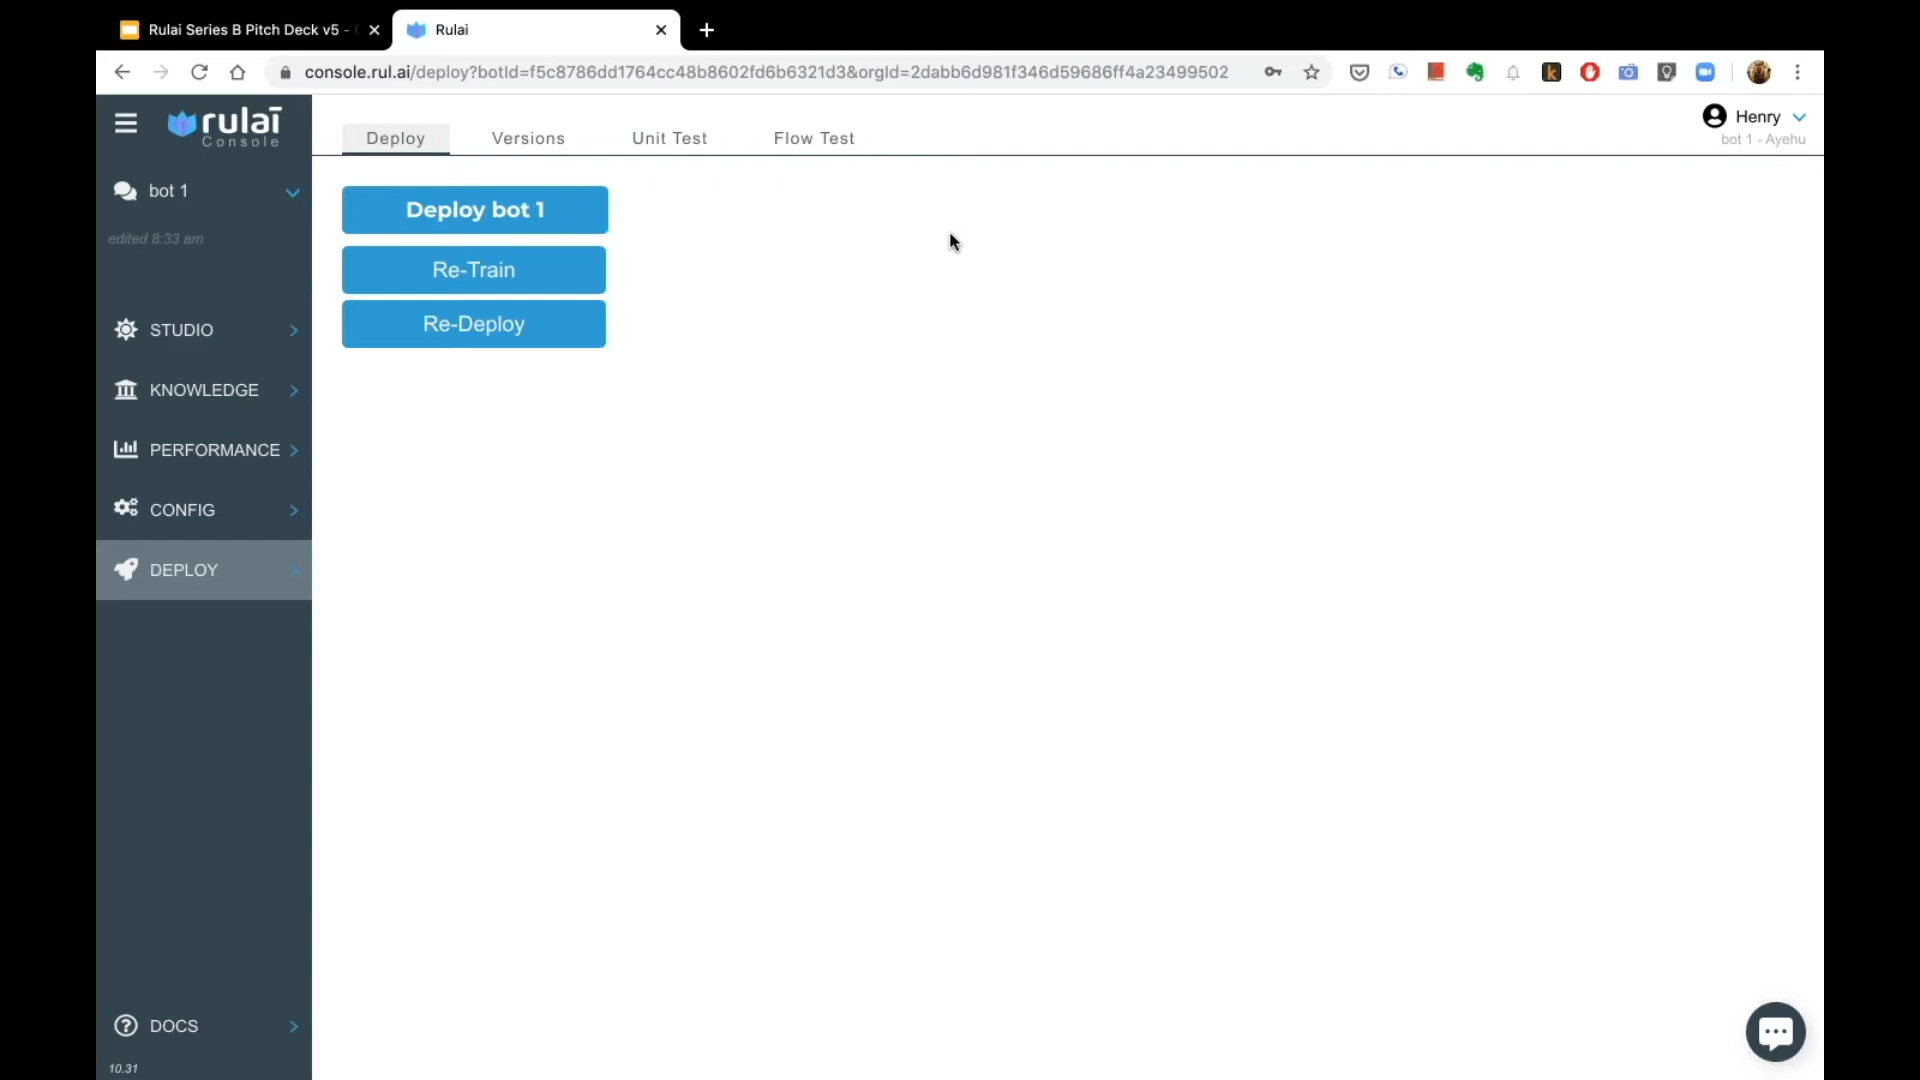 Rulai Series B Pitch Deck v5 -
Rulai
console.rul.ai/deploy?botId=f5c8786dd1764cc48b8602fd6b6321d3&orgId=2dabb6d981f346d59686ff4a23499502
rulai
Console
Deploy
Versions
Unit Test
Flow Test
Henry
bot 1 - Ayehu
bot 1
edited 8:33 am
Deploy bot 1
Re-Train
Re-Deploy
STUDIO
KNOWLEDGE
PERFORMANCE
CONFIG
DEPLOY
DOCS
10.31